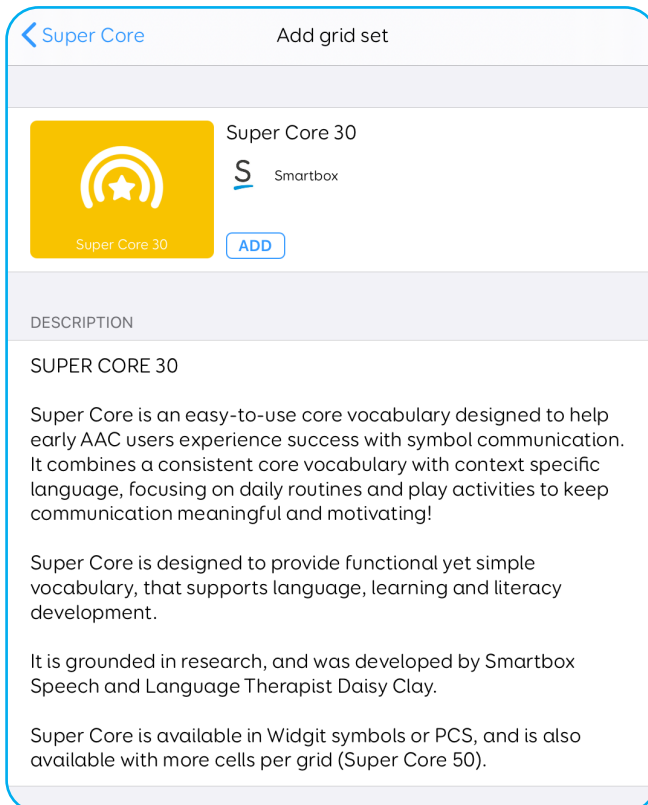 Super Core
Add grid set
Super Core 30
S Smartbox
Super Core 30
ADD
DESCRIPTION
SUPER CORE 30
Super Core is an easy-to-use core vocabulary designed to help
early AAC users experience success with symbol communication.
It combines a consistent core vocabulary with context specific
language, focusing on daily routines and play activities to keep
communication meaningful and motivating!
Super Core is designed to provide functional yet simple
vocabulary, that supports language, learning and literacy
development.
It is grounded in research, and was developed by Smartbox
Speech and Language Therapist Daisy Clay.
Super Core is available in Widgit symbols or PCS, and is also
available with more cells per grid (Super Core 50).